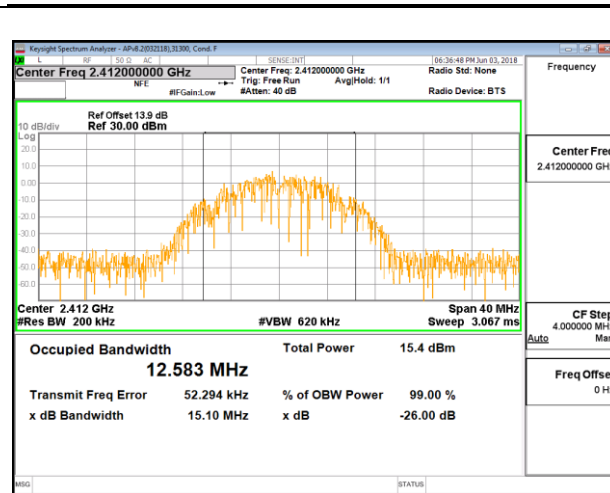 Keysight Spectrum Analyzer - APv8.2(032118),31300, Cond. F
L RF 50 Ω AC SENSE:INT 06:36:48 PM Jun 03, 2018
Center Freq 2.412000000 GHz Center Freq: 2.412000000 GHz Radio Std: None Frequency
NFE Trig: Free Run Avg|Hold: 1/1
#IFGain:Low #Atten: 40 dB Radio Device: BTS
Ref Offset 13.9 dB
10 dB/div Ref 30.00 dBm
Log
20.0
10.0
0.00
-10.0
-20.0
-30.0
-40.0
-50.0
-60.0
Center Fre
2.412000000 GH
Center 2.412 GHz Span 40 MHz
#Res BW 200 kHz #VBW 620 kHz Sweep 3.067 ms
CF Step
4.000000 MH
Auto Ma
Occupied Bandwidth Total Power 15.4 dBm
12.583 MHz
Transmit Freq Error 52.294 kHz % of OBW Power 99.00 %
x dB Bandwidth 15.10 MHz x dB -26.00 dB
Freq Offse
0 H
MSG STATUS